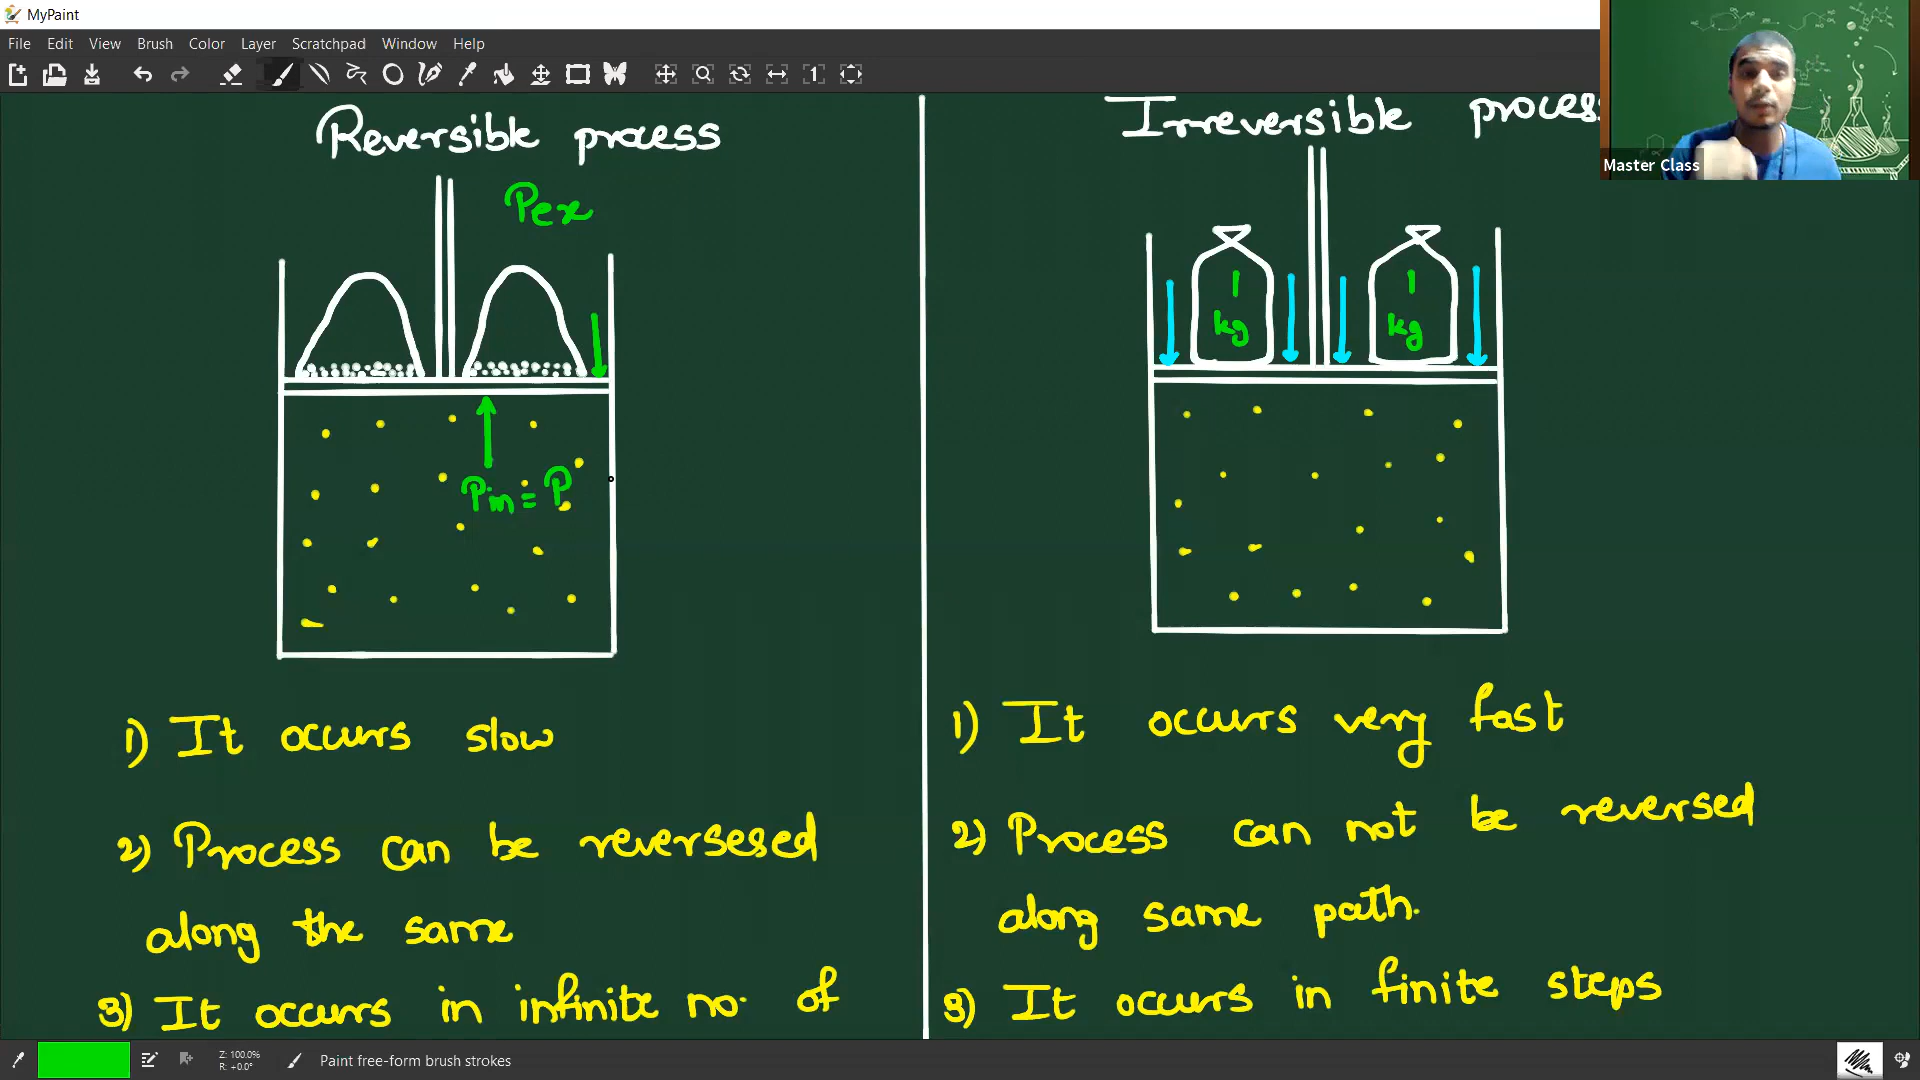 MyPaint
File Edit View Brush Color Layer Scratchpad Window Help
Master Class
Reversible process
Pex
Pin = P
1) It occurs slow
2) Process can be reversesed
along the same
3) It occurs in infinite no. of
Irreversible process
1 kg
1 kg
1) It occurs very fast
2) Process can not be reversed
along same path.
3) It occurs in finite steps
Z: 100.0%
R: +0.0°
Paint free-form brush strokes